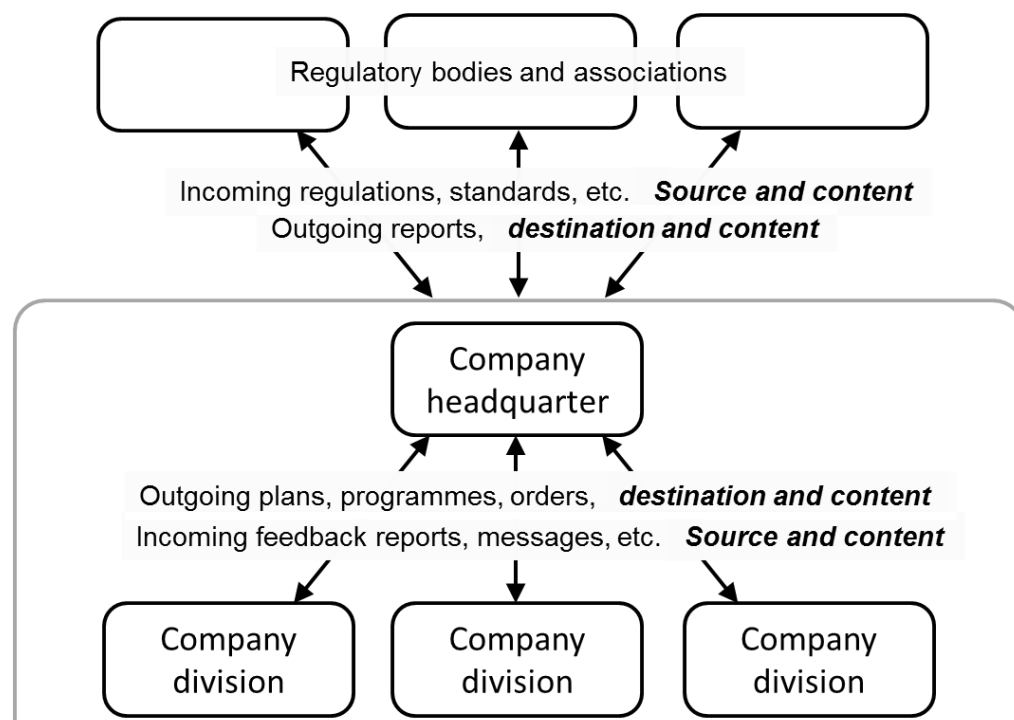 Regulatory bodies and associations
Incoming regulations, standards, etc. Source and content
Outgoing reports, destination and content
Company
headquarter
Outgoing plans, programmes, orders, destination and content
Incoming feedback reports, messages, etc. Source and content
Company
division
Company
division
Company
division